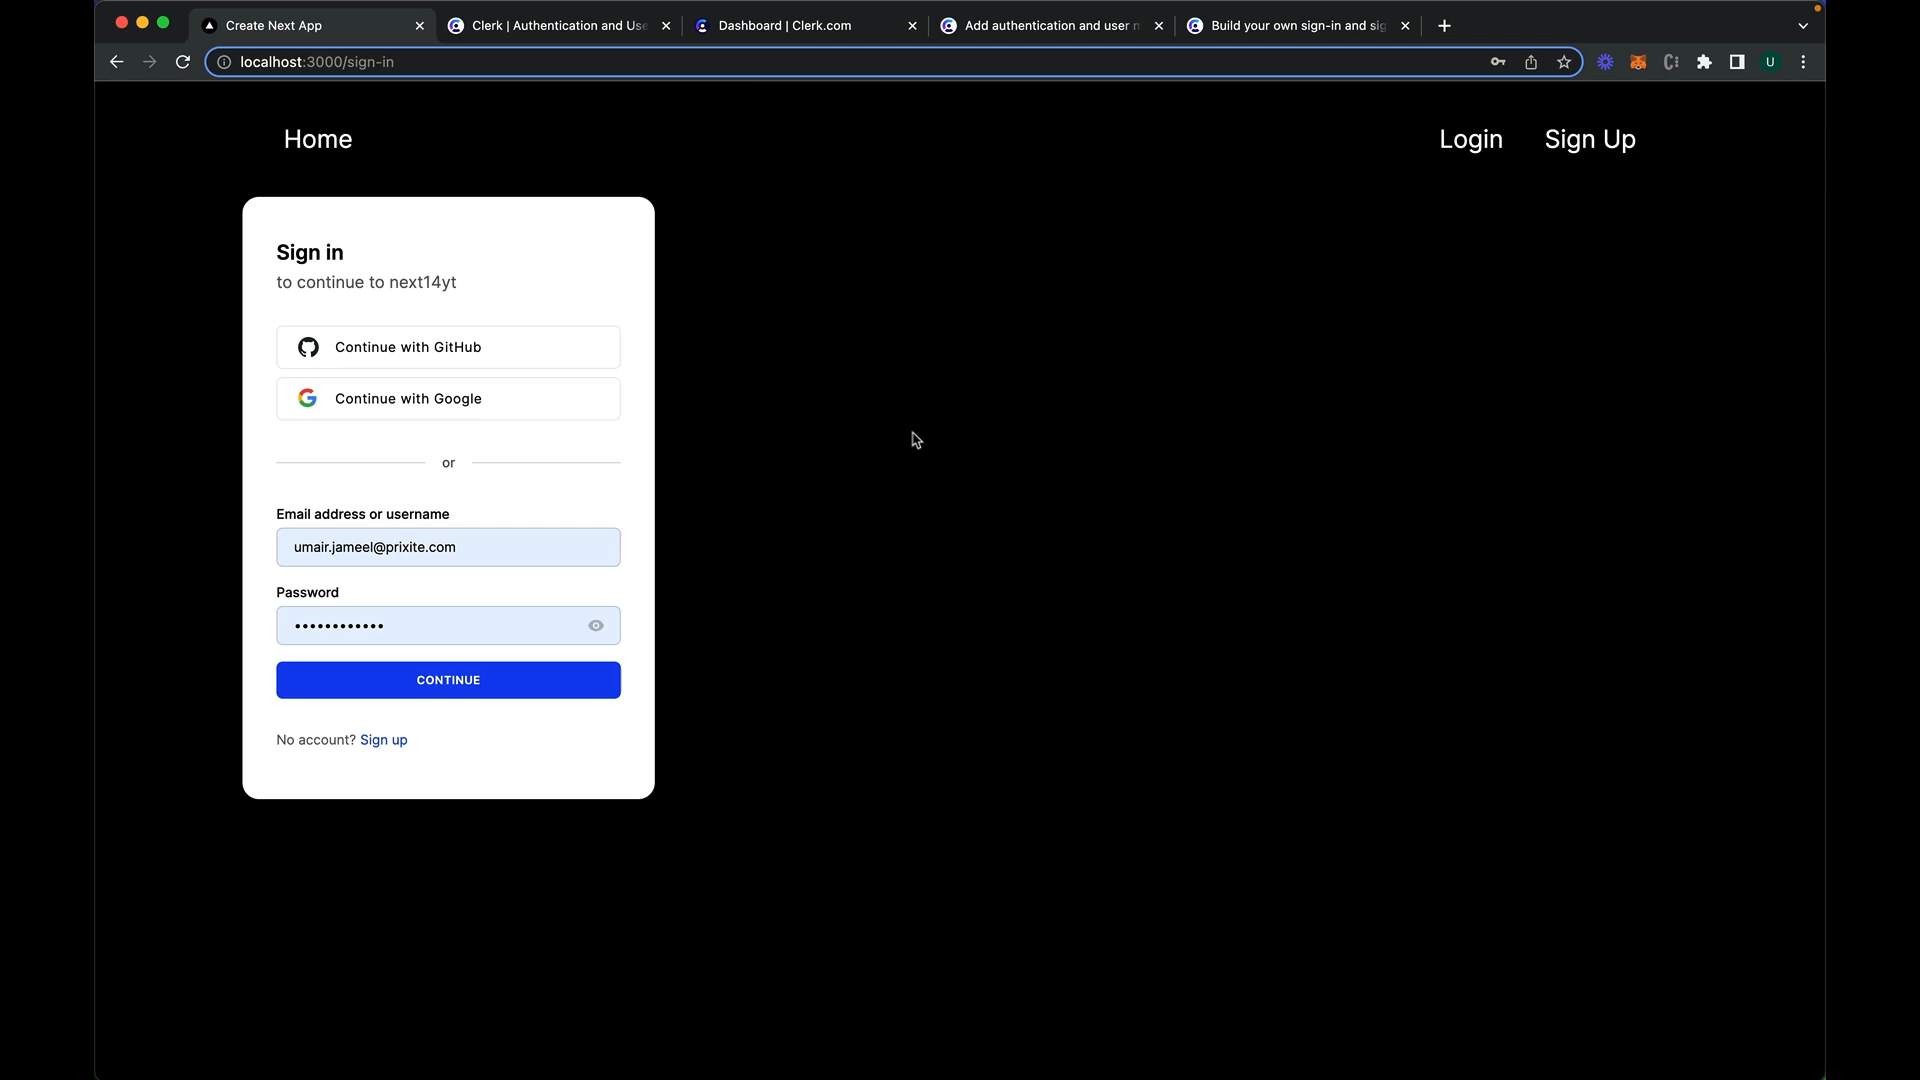 Create Next App
Clerk | Authentication and Use
Dashboard | Clerk.com
Add authentication and user m
Build your own sign-in and sig
localhost:3000/sign-in
U
Home
Login
Sign Up
Sign in
to continue to next14yt
Continue with GitHub
Continue with Google
or
Email address or username
umair.jameel@prixite.com
Password
••••••••••••
CONTINUE
No account? Sign up